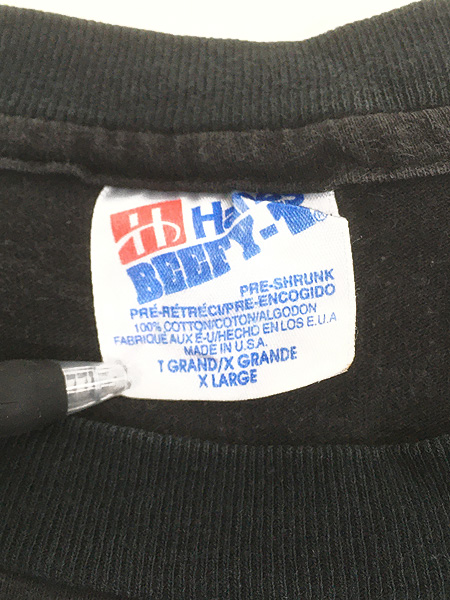 H
BEEFY-T®
PRE-SHRUNK
PRÉ-RÉTRÉCI/PRE-ENCOGIDO
100% COTTON/COTON/ALGODON
FABRIQUÉ AUX É-U/HECHO EN LOS E.U.A.
MADE IN U.S.A.
T GRAND/X GRANDE
X LARGE